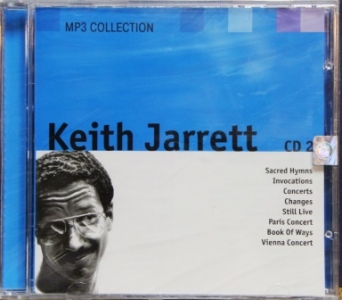 MP3 COLLECTION
Keith Jarrett
CD 2
Sacred Hymns
Invocations
Concerts
Changes
Still Live
Paris Concert
Book Of Ways
Vienna Concert